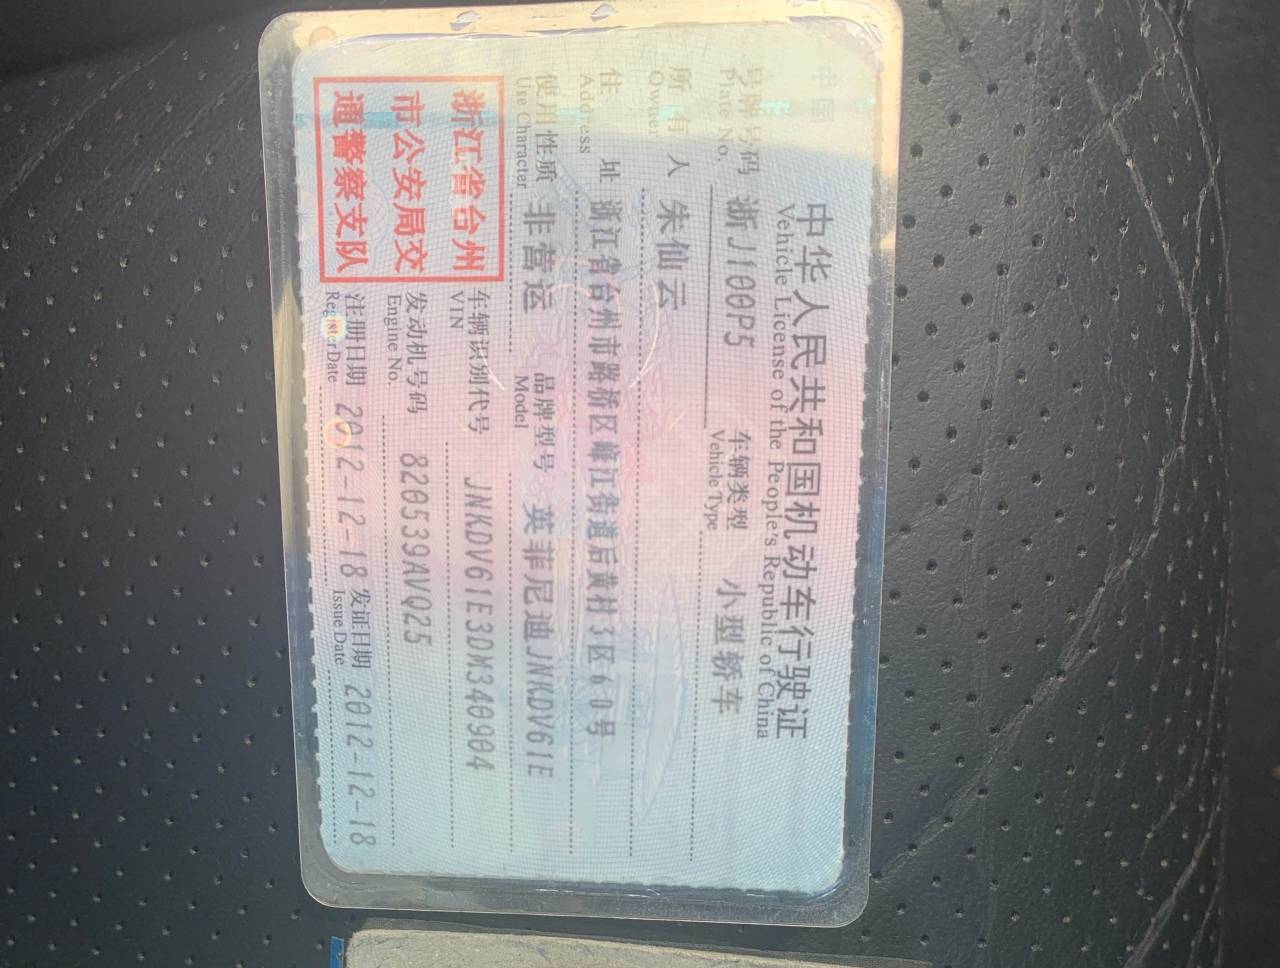 中华人民共和国机动车行驶证
Vehicle License of the People's Republic of China
号牌号码 浙J100P5 车辆类型 小型轿车
Plate No. Vehicle Type
所有人 朱仙云
Owner
住址 浙江省台州市路桥区峰江街道后黄村3区610号
Address
使用性质 非营运 品牌型号 英菲尼迪JNKDV61E
Use Character Model
浙江省台州
市公安局交
通警察支队
车辆识别代号 JNKDV61E3DM340904
VIN
发动机号码 820539AVQ25
Engine No.
注册日期 2012-12-18 发证日期 2012-12-18
Register Date Issue Date